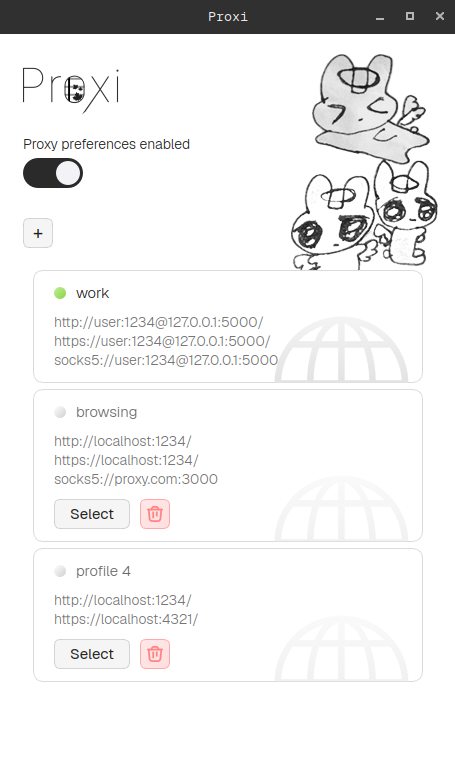 Proxi
Proxi
Proxy preferences enabled
+
work
http://user:1234@127.0.0.1:5000/
https://user:1234@127.0.0.1:5000/
socks5://user:1234@127.0.0.1:5000
browsing
http://localhost:1234/
https://localhost:1234/
socks5://proxy.com:3000
Select
profile 4
http://localhost:1234/
https://localhost:4321/
Select